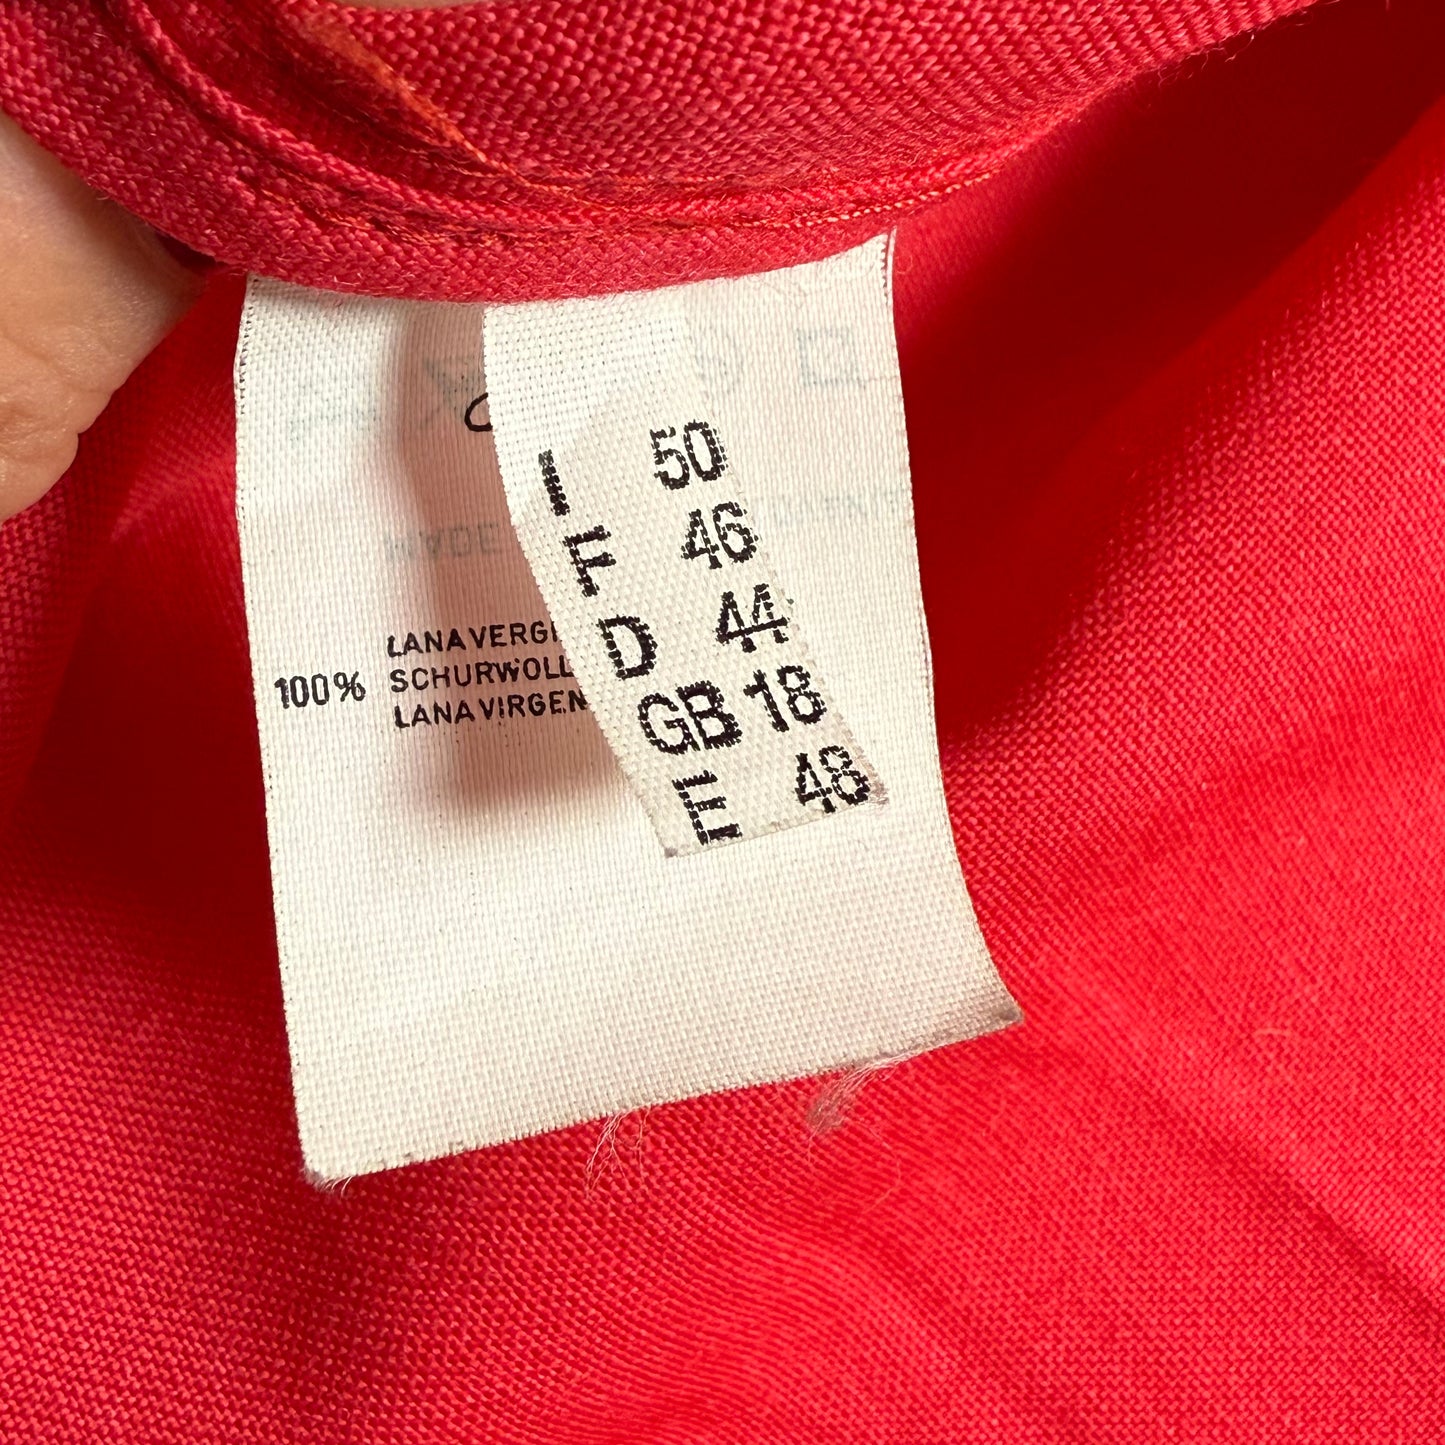 I 50
F 46
D 44
GB 18
E 48
100%
LANA VERGI
SCHURWOLL
LANA VIRGEN